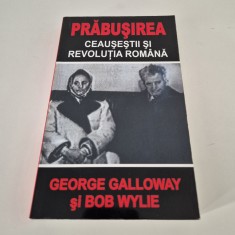 PRĂBUȘIREA
CEAUȘEȘTII ȘI
REVOLUȚIA ROMÂNĂ
GEORGE GALLOWAY
și BOB WYLIE